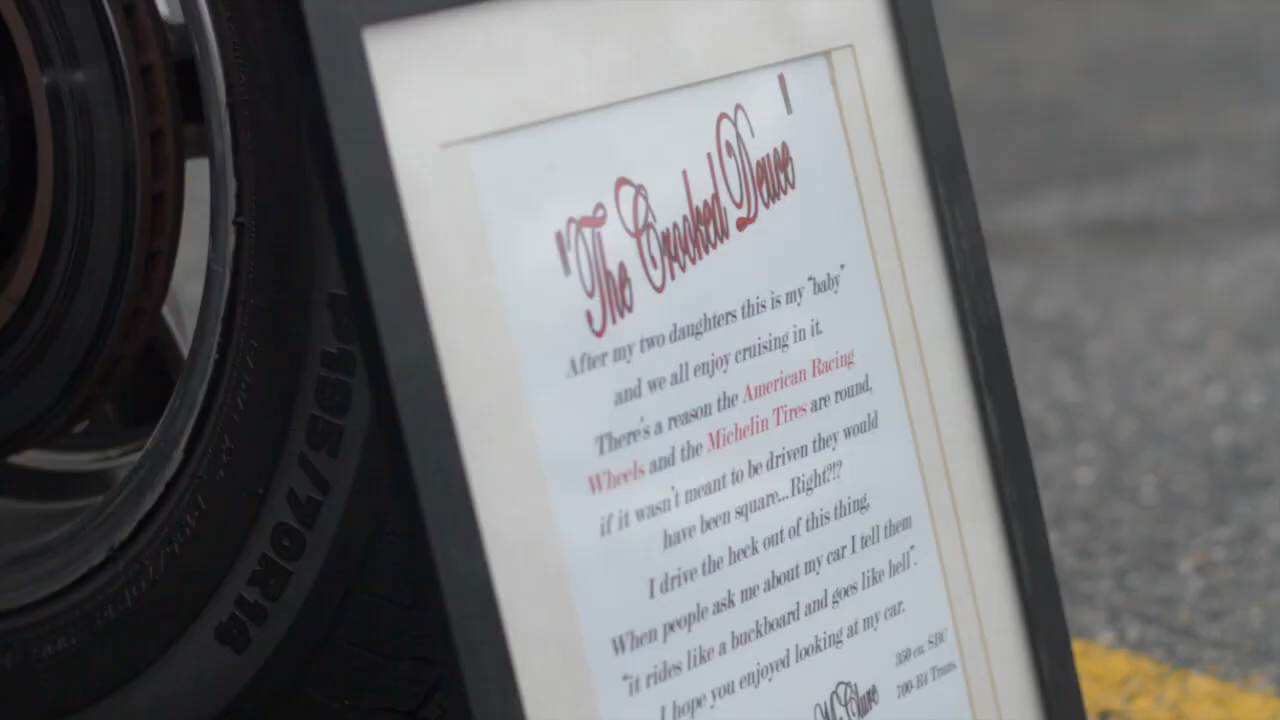 "The Crooked Deuce"
After my two daughters this is my "baby"
and we all enjoy cruising in it.
There's a reason the American Racing
Wheels and the Michelin Tires are round,
if it wasn't meant to be driven they would
have been square...Right?!?
I drive the heck out of this thing,
When people ask me about my car I tell them
"it rides like a buckboard and goes like hell".
I hope you enjoyed looking at my car.
McClure
350 cu. SBC
700-R4 Trans.
P195/70R14